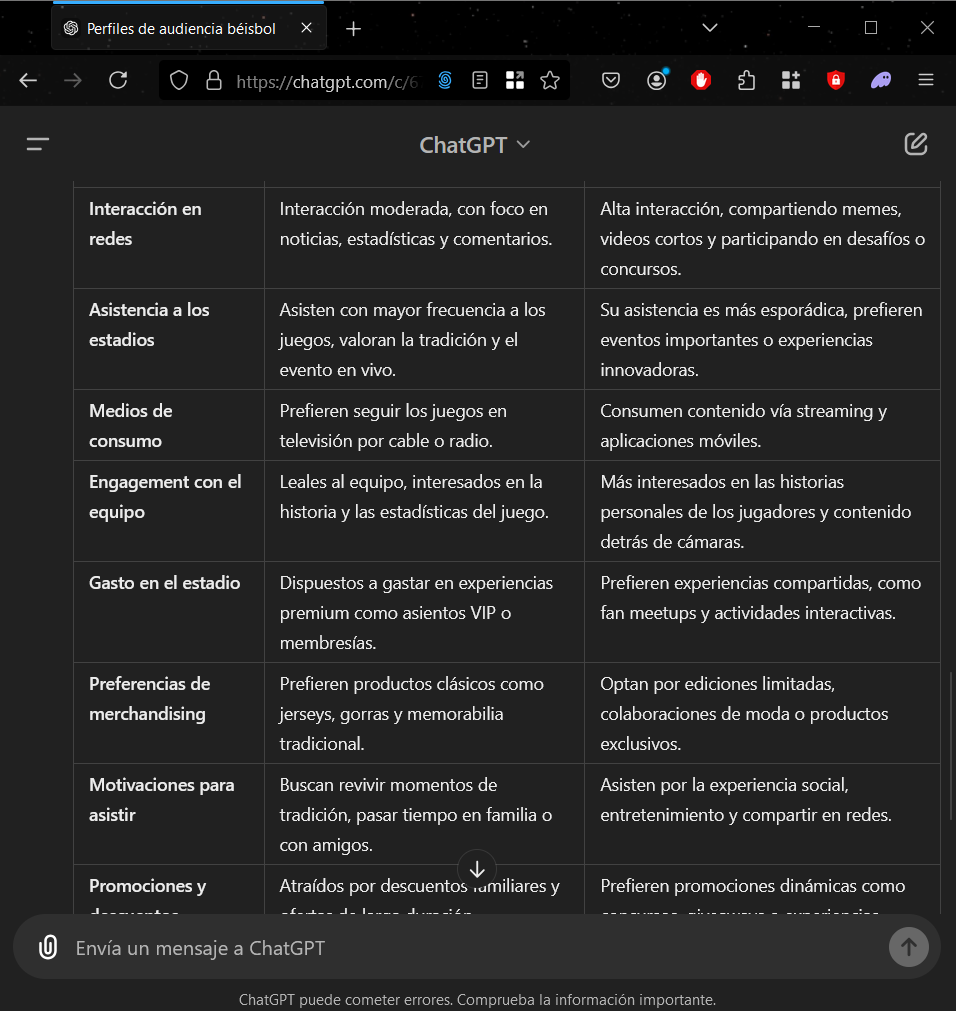 Perfiles de audiencia béisbol
https://chatgpt.com/c/6
ChatGPT
Interacción en
redes
Interacción moderada, con foco en
noticias, estadísticas y comentarios.
Alta interacción, compartiendo memes,
videos cortos y participando en desafíos o
concursos.
Asistencia a los
estadios
Asisten con mayor frecuencia a los
juegos, valoran la tradición y el
evento en vivo.
Su asistencia es más esporádica, prefieren
eventos importantes o experiencias
innovadoras.
Medios de
consumo
Prefieren seguir los juegos en
televisión por cable o radio.
Consumen contenido vía streaming y
aplicaciones móviles.
Engagement con el
equipo
Leales al equipo, interesados en la
historia y las estadísticas del juego.
Más interesados en las historias
personales de los jugadores y contenido
detrás de cámaras.
Gasto en el estadio
Dispuestos a gastar en experiencias
premium como asientos VIP o
membresías.
Prefieren experiencias compartidas, como
fan meetups y actividades interactivas.
Preferencias de
merchandising
Prefieren productos clásicos como
jerseys, gorras y memorabilia
tradicional.
Optan por ediciones limitadas,
colaboraciones de moda o productos
exclusivos.
Motivaciones para
asistir
Buscan revivir momentos de
tradición, pasar tiempo en familia o
con amigos.
Asisten por la experiencia social,
entretenimiento y compartir en redes.
Promociones y
descuentos
Atraídos por descuentos familiares y
ofertas de larga duración
Prefieren promociones dinámicas como
concursos, giveaways o experiencias
Envía un mensaje a ChatGPT
ChatGPT puede cometer errores. Comprueba la información importante.